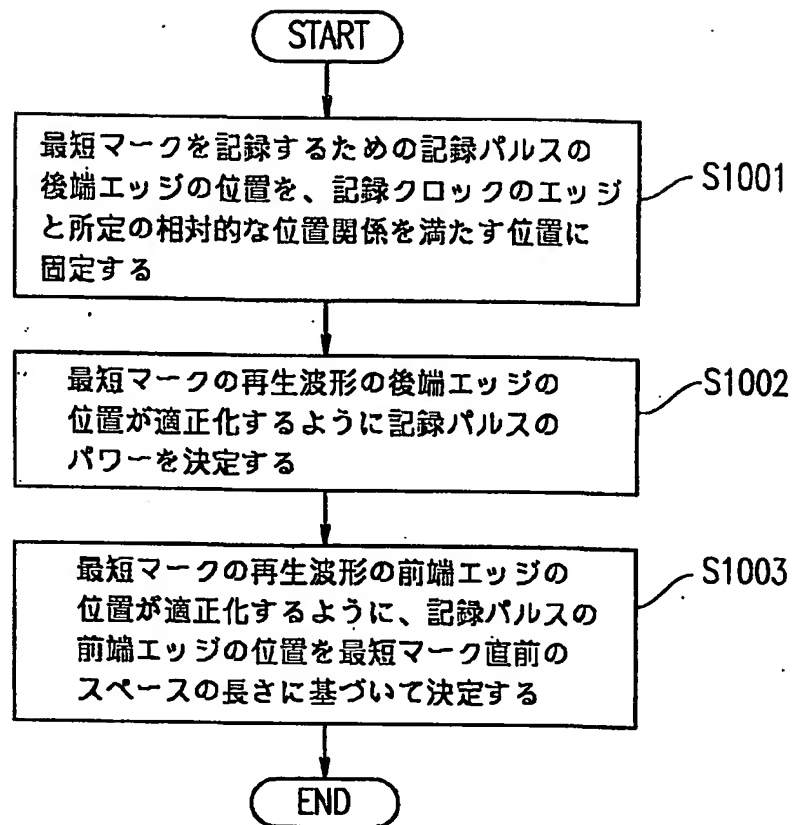 START
最短マークを記録するための記録パルスの
後端エッジの位置を、記録クロックのエッジ
と所定の相対的な位置関係を満たす位置に
固定する
S1001
最短マークの再生波形の後端エッジの
位置が適正化するように記録パルスの
パワーを決定する
S1002
最短マークの再生波形の前端エッジの
位置が適正化するように、記録パルスの
前端エッジの位置を最短マーク直前の
スペースの長さに基づいて決定する
S1003
END